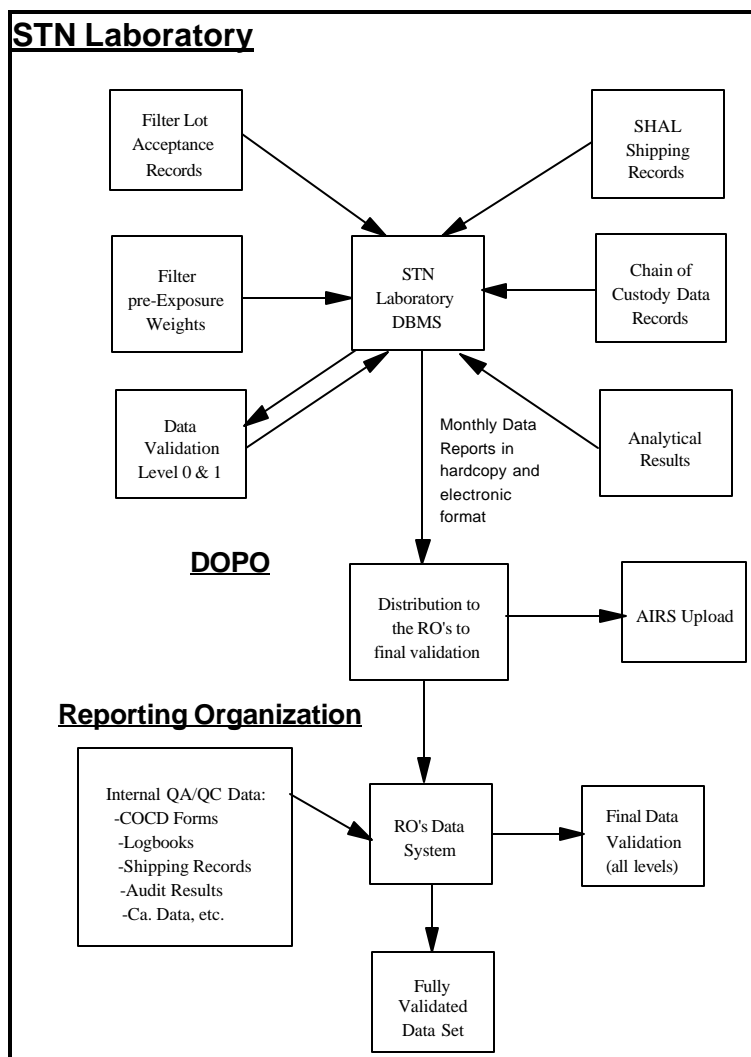 STN Laboratory
Filter Lot
Acceptance
Records
SHAL
Shipping
Records
Filter
pre-Exposure
Weights
STN
Laboratory
DBMS
Chain of
Custody Data
Records
Data
Validation
Level 0 & 1
Monthly Data
Reports in
hardcopy and
electronic
format
Analytical
Results
DOPO
Distribution to
the RO's to
final validation
AIRS Upload
Reporting Organization
Internal QA/QC Data:
-COCD Forms
-Logbooks
-Shipping Records
-Audit Results
-Ca. Data, etc.
RO's Data
System
Final Data
Validation
(all levels)
Fully
Validated
Data Set